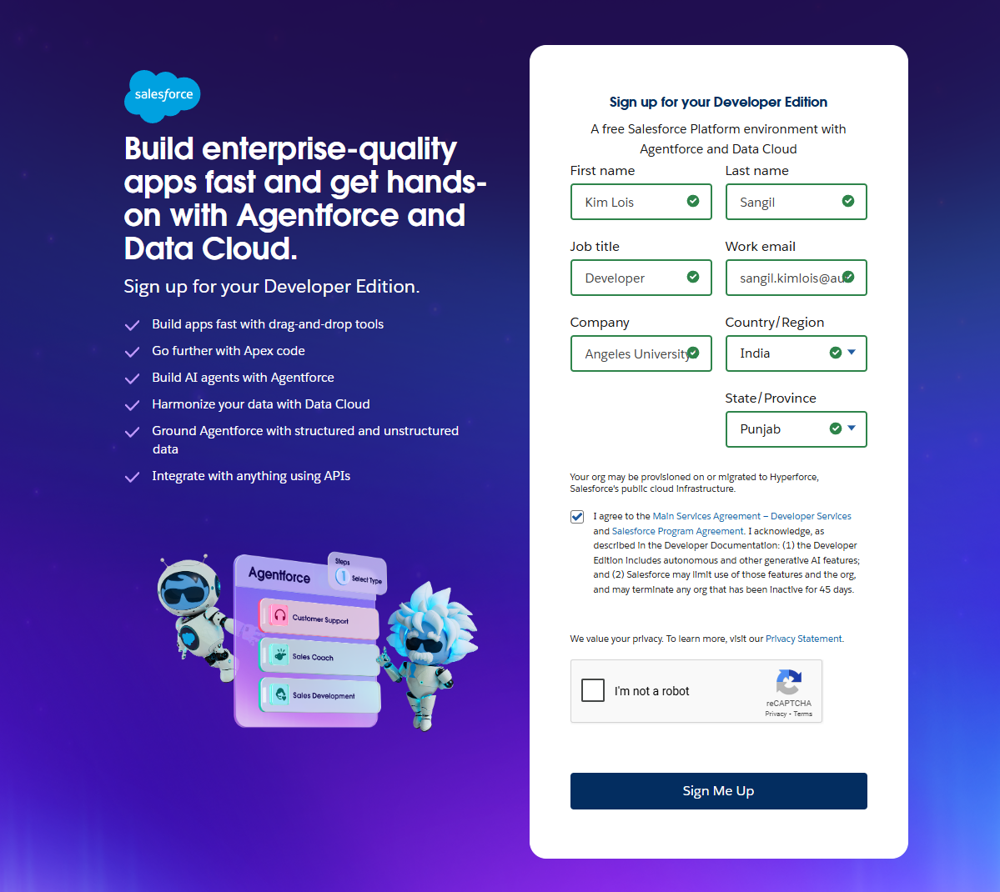 salesforce
Build enterprise-quality
apps fast and get hands-
on with Agentforce and
Data Cloud.
Sign up for your Developer Edition.
Build apps fast with drag-and-drop tools
Go further with Apex code
Build AI agents with Agentforce
Harmonize your data with Data Cloud
Ground Agentforce with structured and unstructured
data
Integrate with anything using APIs
Agentforce
Steps
1 Select Type
Customer Support
Sales Coach
Sales Development
Sign up for your Developer Edition
A free Salesforce Platform environment with
Agentforce and Data Cloud
First name Last name
Kim Lois Sangil
Job title Work email
Developer sangil.kimlois@au
Company Country/Region
Angeles University India
State/Province
Punjab
Your org may be provisioned on or migrated to Hyperforce,
Salesforce's public cloud infrastructure.
I agree to the Main Services Agreement – Developer Services
and Salesforce Program Agreement. I acknowledge, as
described in the Developer Documentation: (1) the Developer
Edition includes autonomous and other generative AI features;
and (2) Salesforce may limit use of those features and the org,
and may terminate any org that has been inactive for 45 days.
We value your privacy. To learn more, visit our Privacy Statement.
I'm not a robot
reCAPTCHA
Privacy - Terms
Sign Me Up